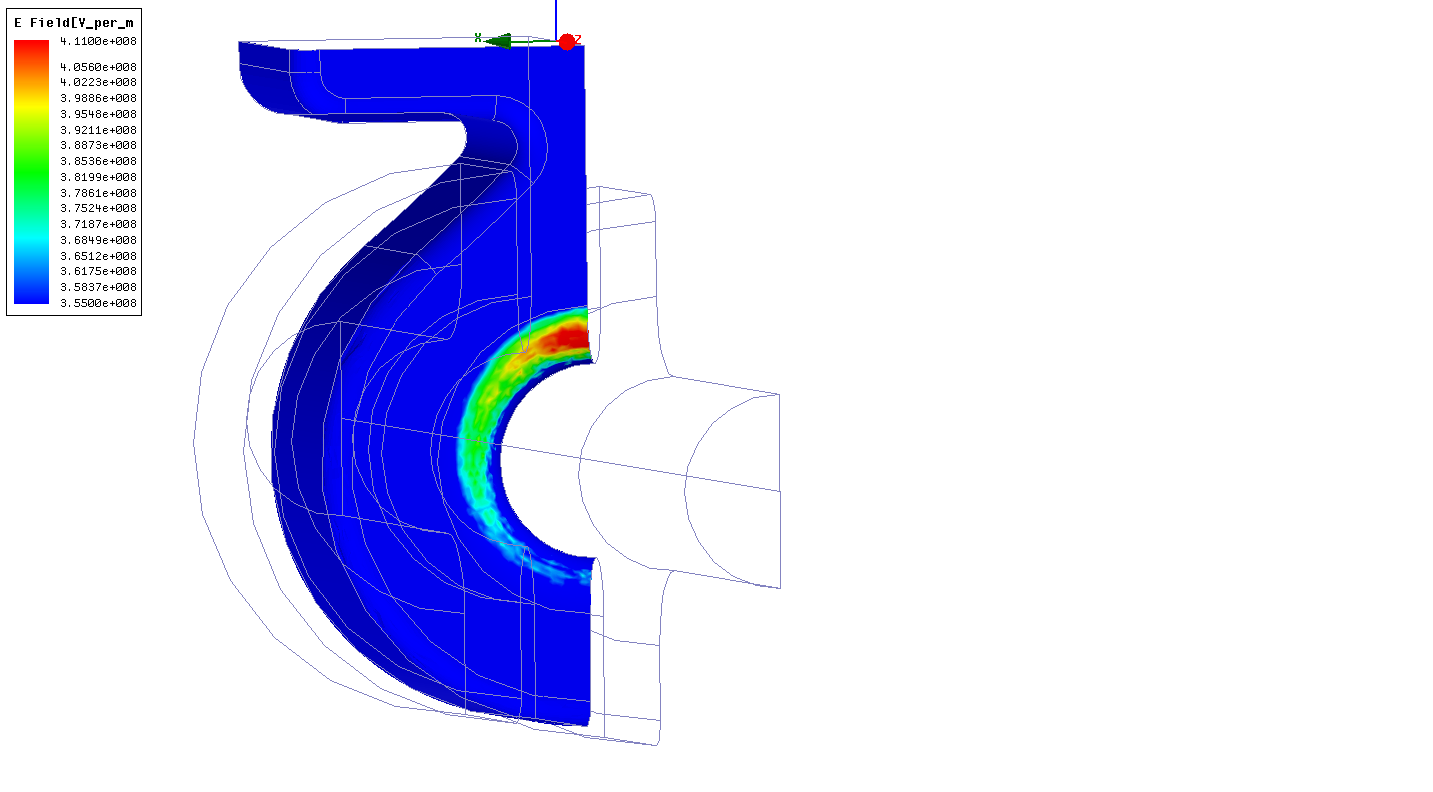 E Field[V_per_m
4.1100e+008
4.0560e+008
4.0223e+008
3.9886e+008
3.9548e+008
3.9211e+008
3.8873e+008
3.8536e+008
3.8199e+008
3.7861e+008
3.7524e+008
3.7187e+008
3.6849e+008
3.6512e+008
3.6175e+008
3.5837e+008
3.5500e+008
X
Z